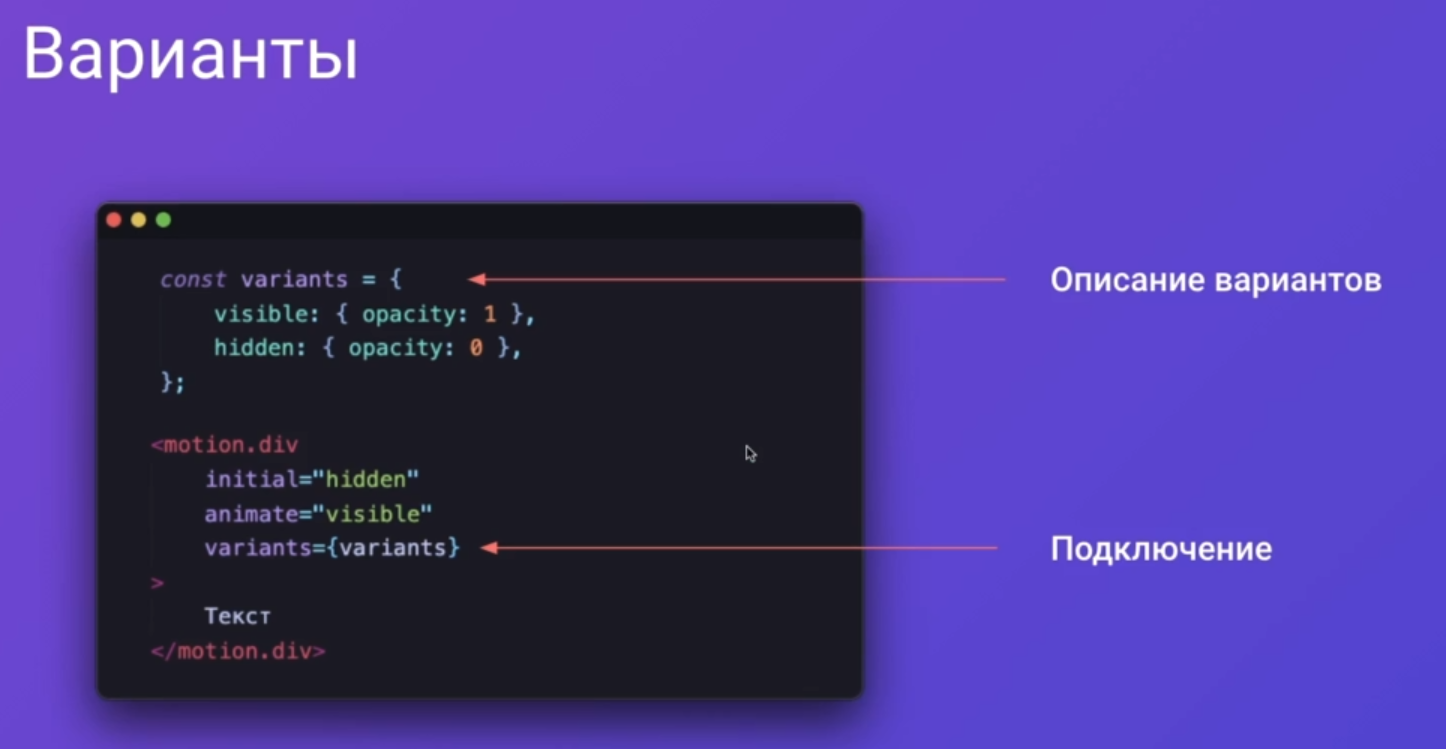 Варианты
const variants = {
visible: { opacity: 1 },
hidden: { opacity: 0 },
};
<motion.div
initial="hidden"
animate="visible"
variants={variants}
>
Текст
</motion.div>
Описание вариантов
Подключение